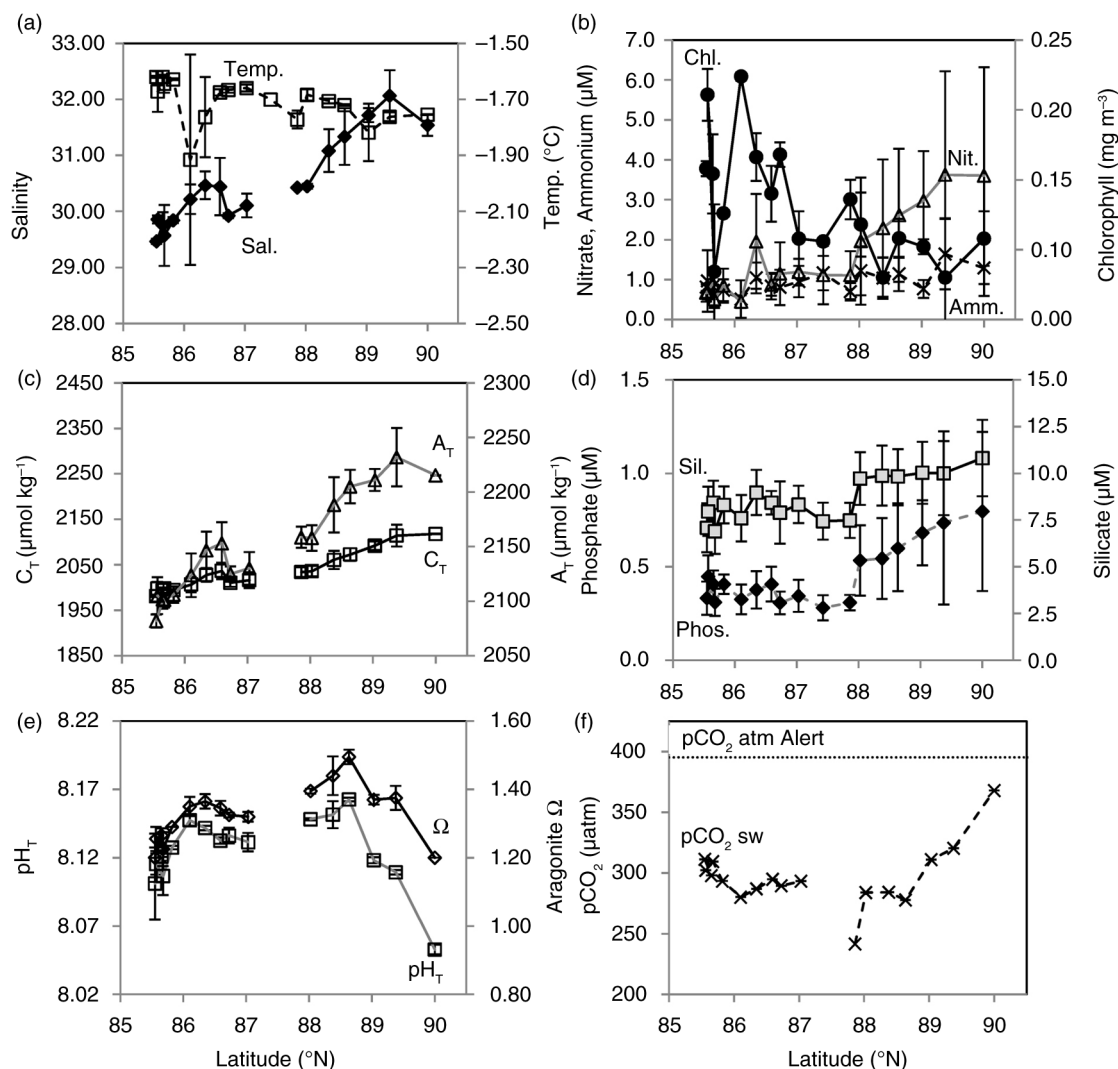 (a)
33.00
32.00
31.00
30.00
29.00
28.00
Salinity
Temp.
Sal.
–1.50
–1.70
–1.90
–2.10
–2.30
–2.50
Temp. (°C)
85 86 87 88 89 90
(b)
7.0
6.0
5.0
4.0
3.0
2.0
1.0
0.0
Nitrate, Ammonium (µM)
Chl.
Nit.
Amm.
0.25
0.20
0.15
0.10
0.05
0.00
Chlorophyll (mg m⁻³)
85 86 87 88 89 90
(c)
2450
2350
2250
2150
2050
1950
1850
C_T (µmol kg⁻¹)
A_T
C_T
2300
2250
2200
2150
2100
2050
A_T (µmol kg⁻¹)
85 86 87 88 89 90
(d)
1.5
1.0
0.5
0.0
Phosphate (µM)
Sil.
Phos.
15.0
12.5
10.0
7.5
5.0
2.5
0.0
Silicate (µM)
85 86 87 88 89 90
(e)
8.22
8.17
8.12
8.07
8.02
pH_T
Ω
pH_T
1.60
1.40
1.20
1.00
0.80
Aragonite Ω
85 86 87 88 89 90
Latitude (°N)
(f)
400
350
300
250
200
pCO₂ (µatm)
pCO₂ atm Alert
pCO₂ sw
85 86 87 88 89 90
Latitude (°N)